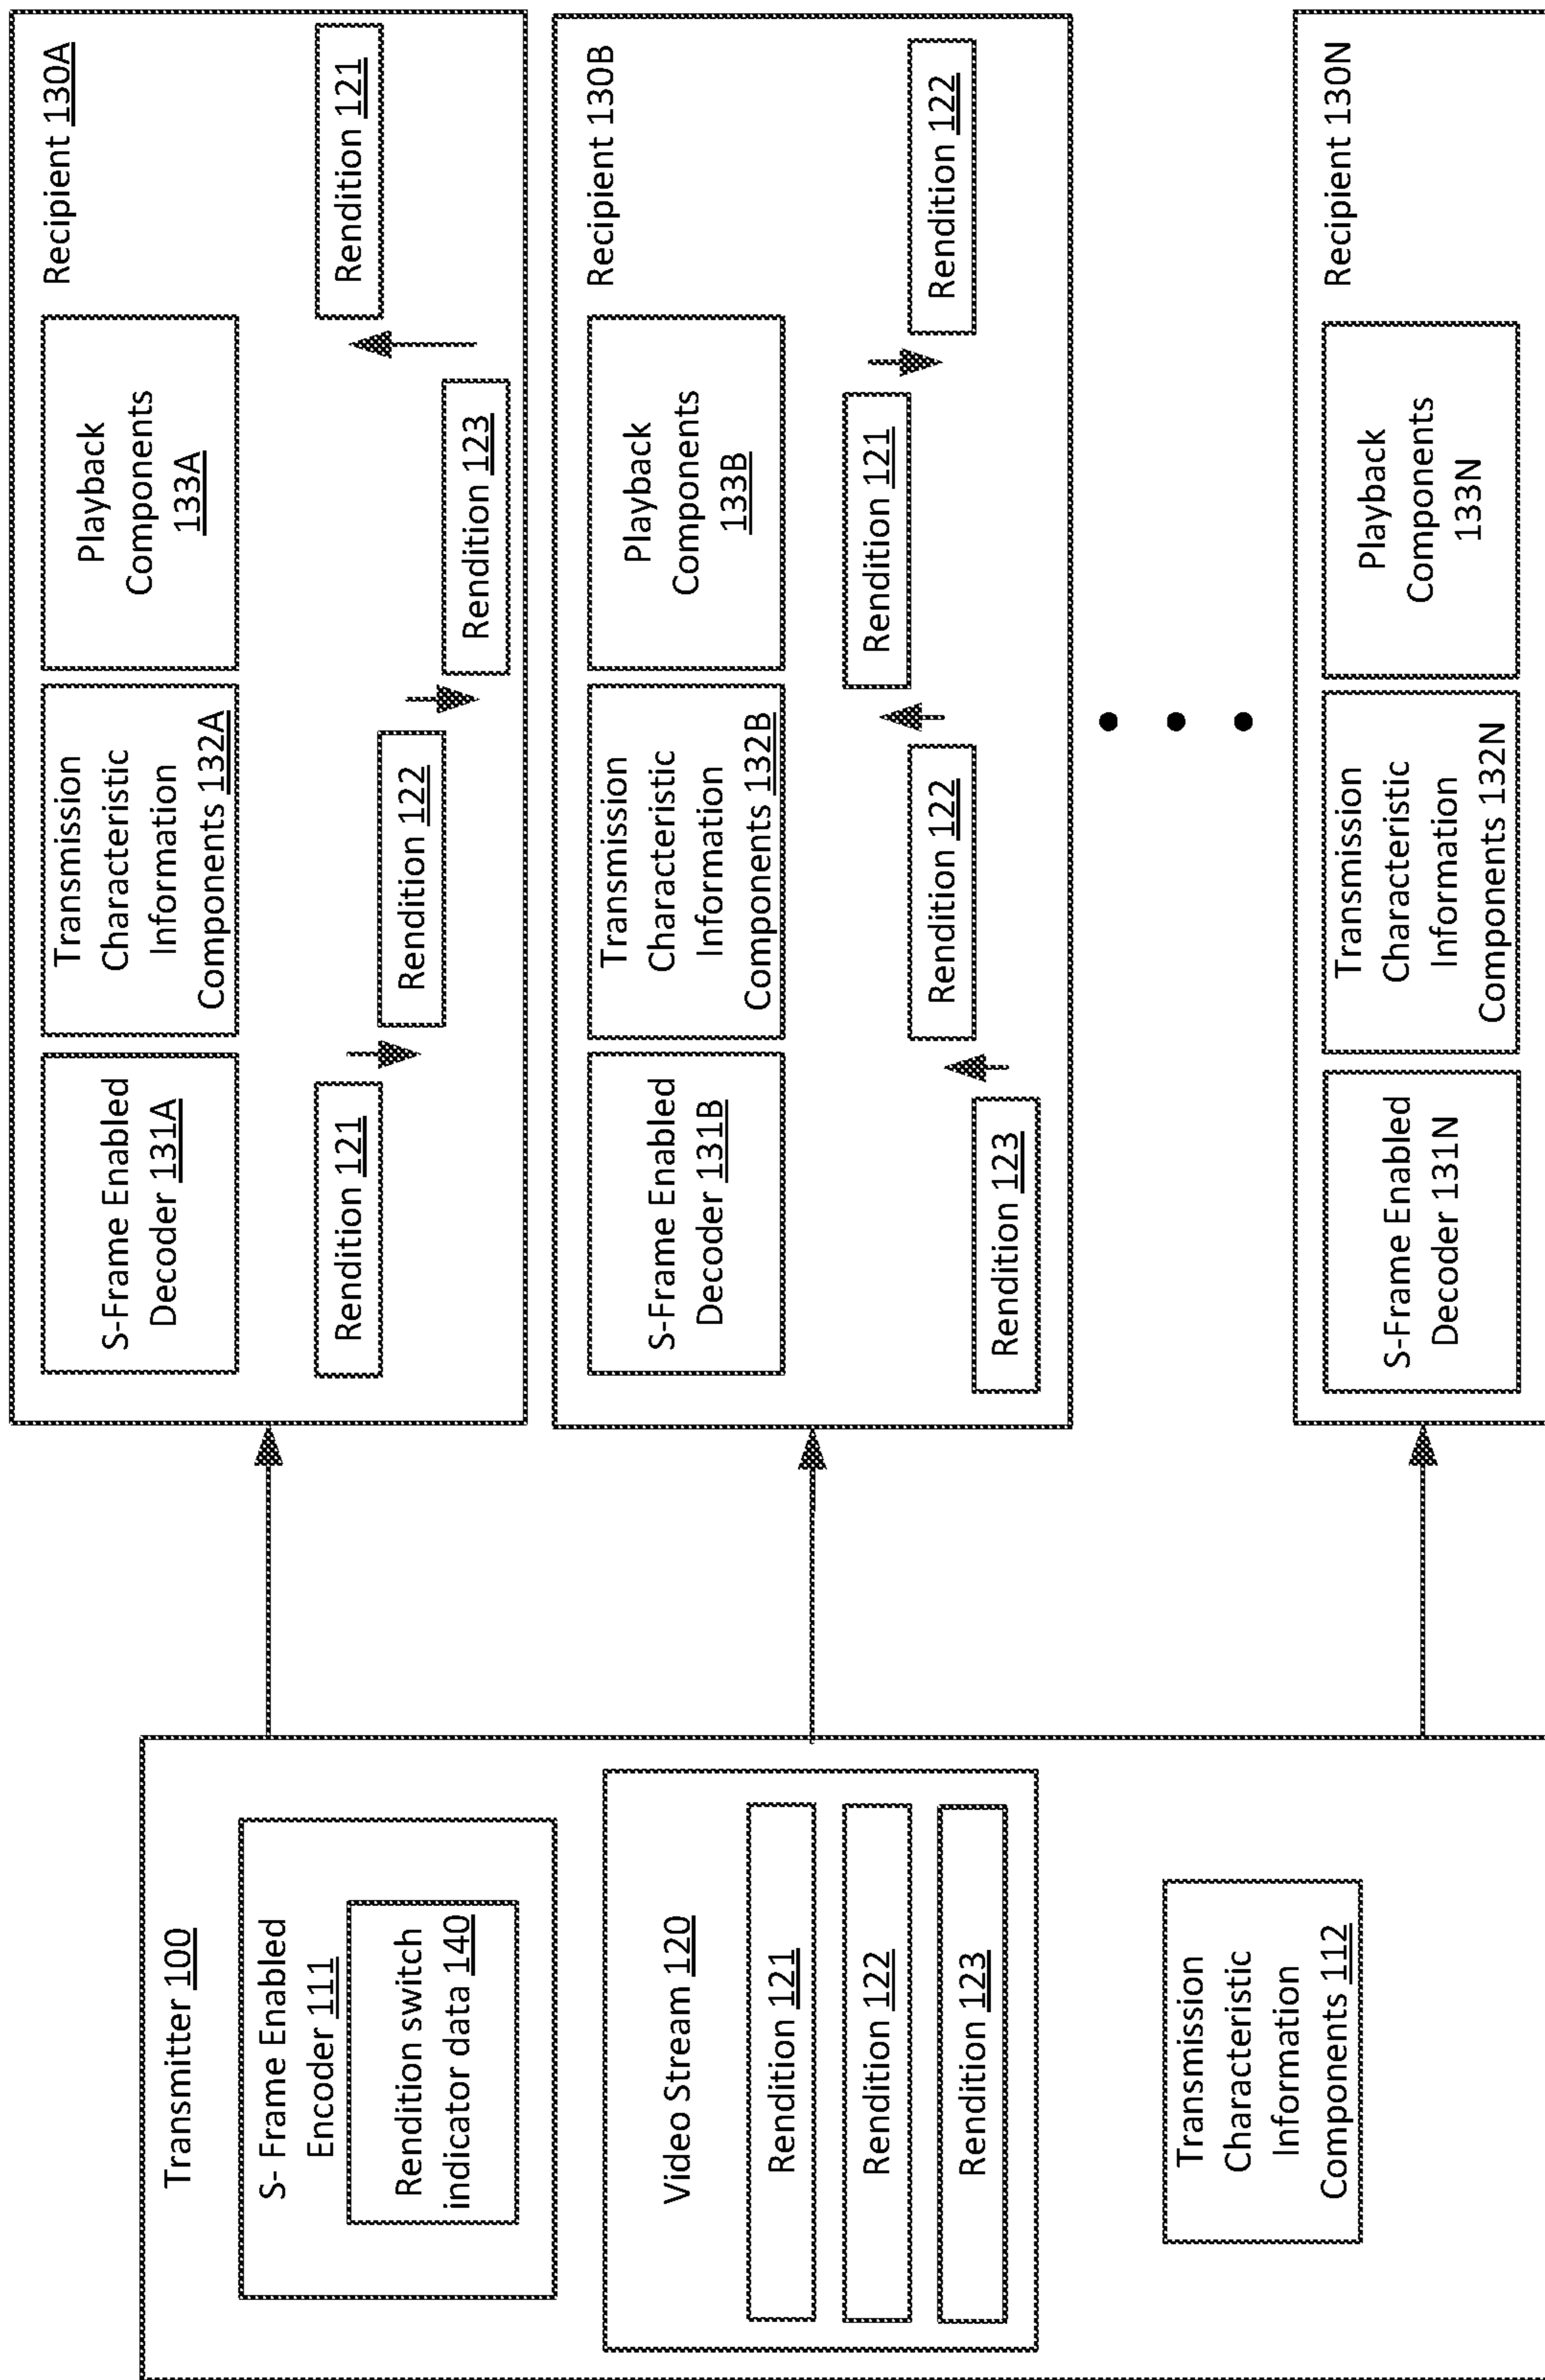 Transmitter 100
S- Frame Enabled
Encoder 111
Rendition switch
indicator data 140
Video Stream 120
Rendition 121
Rendition 122
Rendition 123
Transmission
Characteristic
Information
Components 112
Recipient 130A
S-Frame Enabled
Decoder 131A
Transmission
Characteristic
Information
Components 132A
Playback
Components
133A
Rendition 121
Rendition 122
Rendition 123
Rendition 121
Recipient 130B
S-Frame Enabled
Decoder 131B
Transmission
Characteristic
Information
Components 132B
Playback
Components
133B
Rendition 123
Rendition 122
Rendition 121
Rendition 122
Recipient 130N
S-Frame Enabled
Decoder 131N
Transmission
Characteristic
Information
Components 132N
Playback
Components
133N